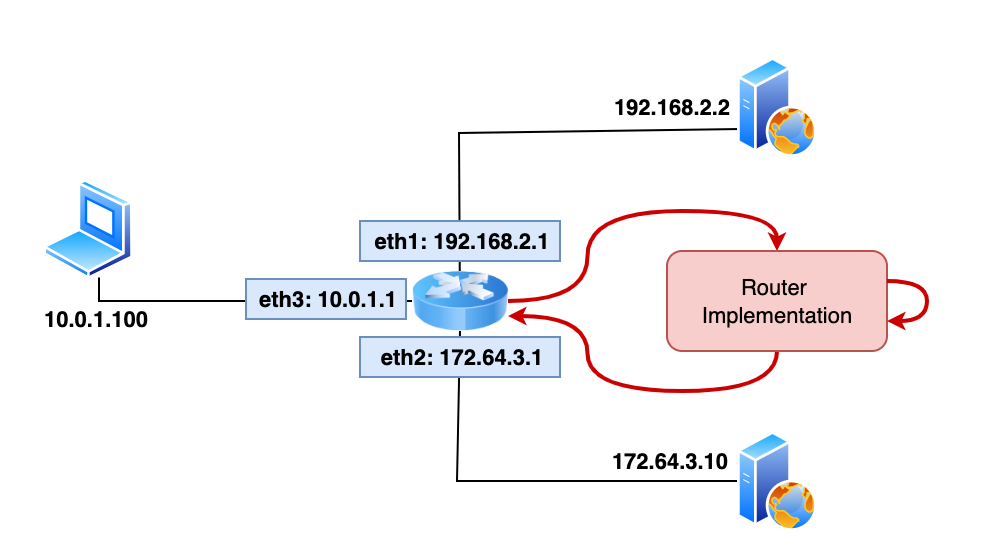 192.168.2.2
eth1: 192.168.2.1
eth3: 10.0.1.1
10.0.1.100
Router
Implementation
eth2: 172.64.3.1
172.64.3.10